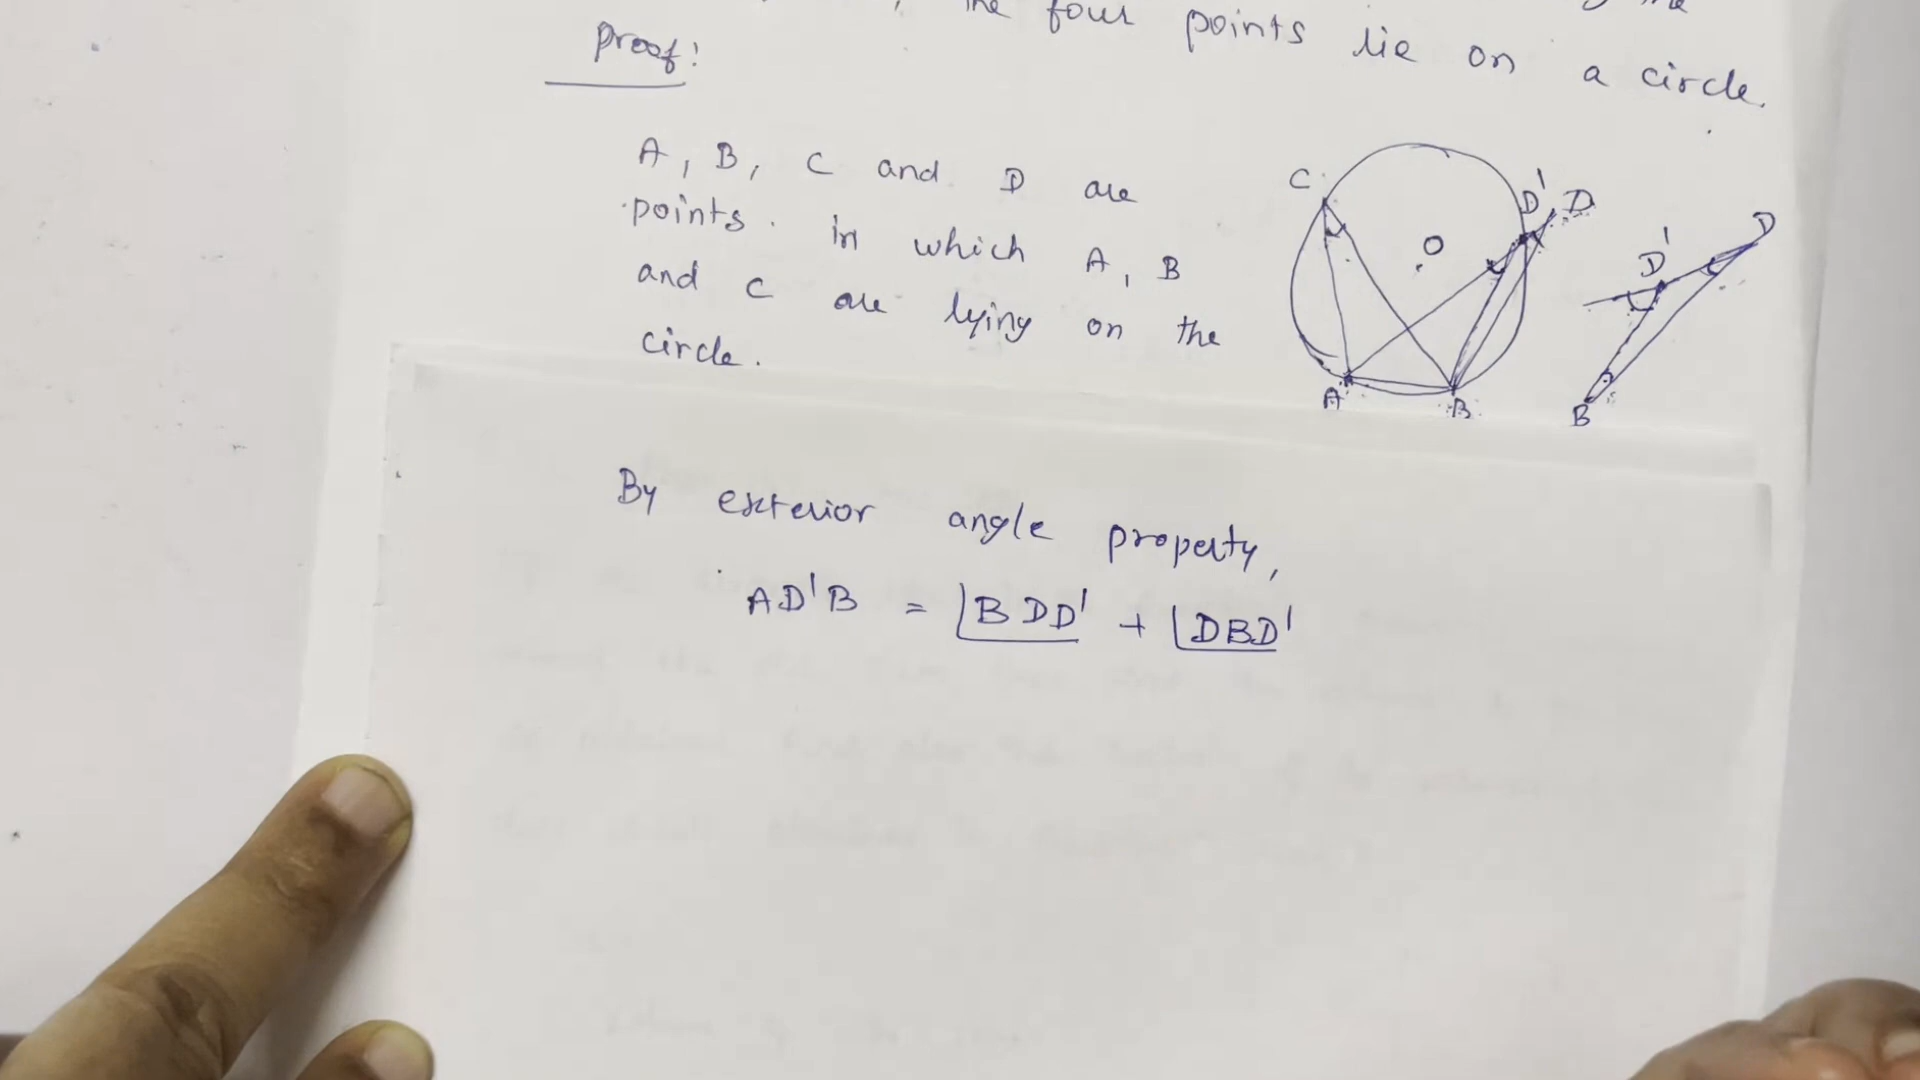 the four points lie on a circle.
Proof!
A, B, C and D are
points. In which A, B
and C are lying on the
circle.
C
D'
D
O
A
B
D'
D
B
By exterior angle property,
AD'B = ∠BDD' + ∠DBD'